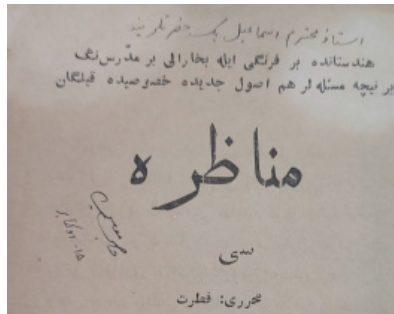 استاذ محترم اسماعیل بک حضرتلرینه
هندستانده بر فرنگی ایله بخارالی بر مدرس‌نڭ
بر نیچه مسئله‌لر هم اصول جدیده خصوصیده قیلگان
مناظره
سی
محرری: فطرت